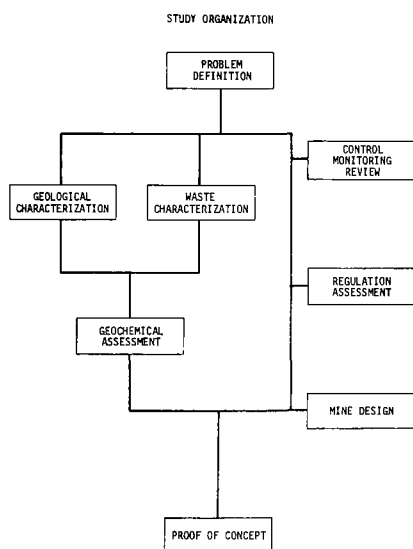 STUDY ORGANIZATION
PROBLEM
DEFINITION
CONTROL
MONITORING
REVIEW
GEOLOGICAL
CHARACTERIZATION
WASTE
CHARACTERIZATION
REGULATION
ASSESSMENT
GEOCHEMICAL
ASSESSMENT
MINE DESIGN
PROOF OF CONCEPT